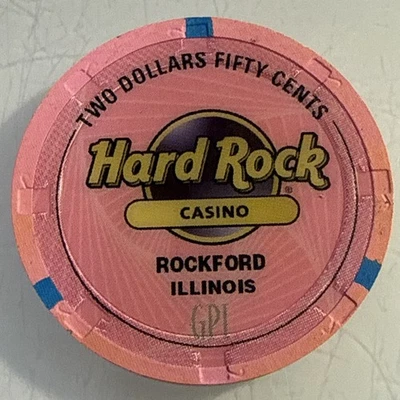 TWO DOLLARS FIFTY CENTS
Hard Rock ®
CASINO
ROCKFORD
ILLINOIS
GPI